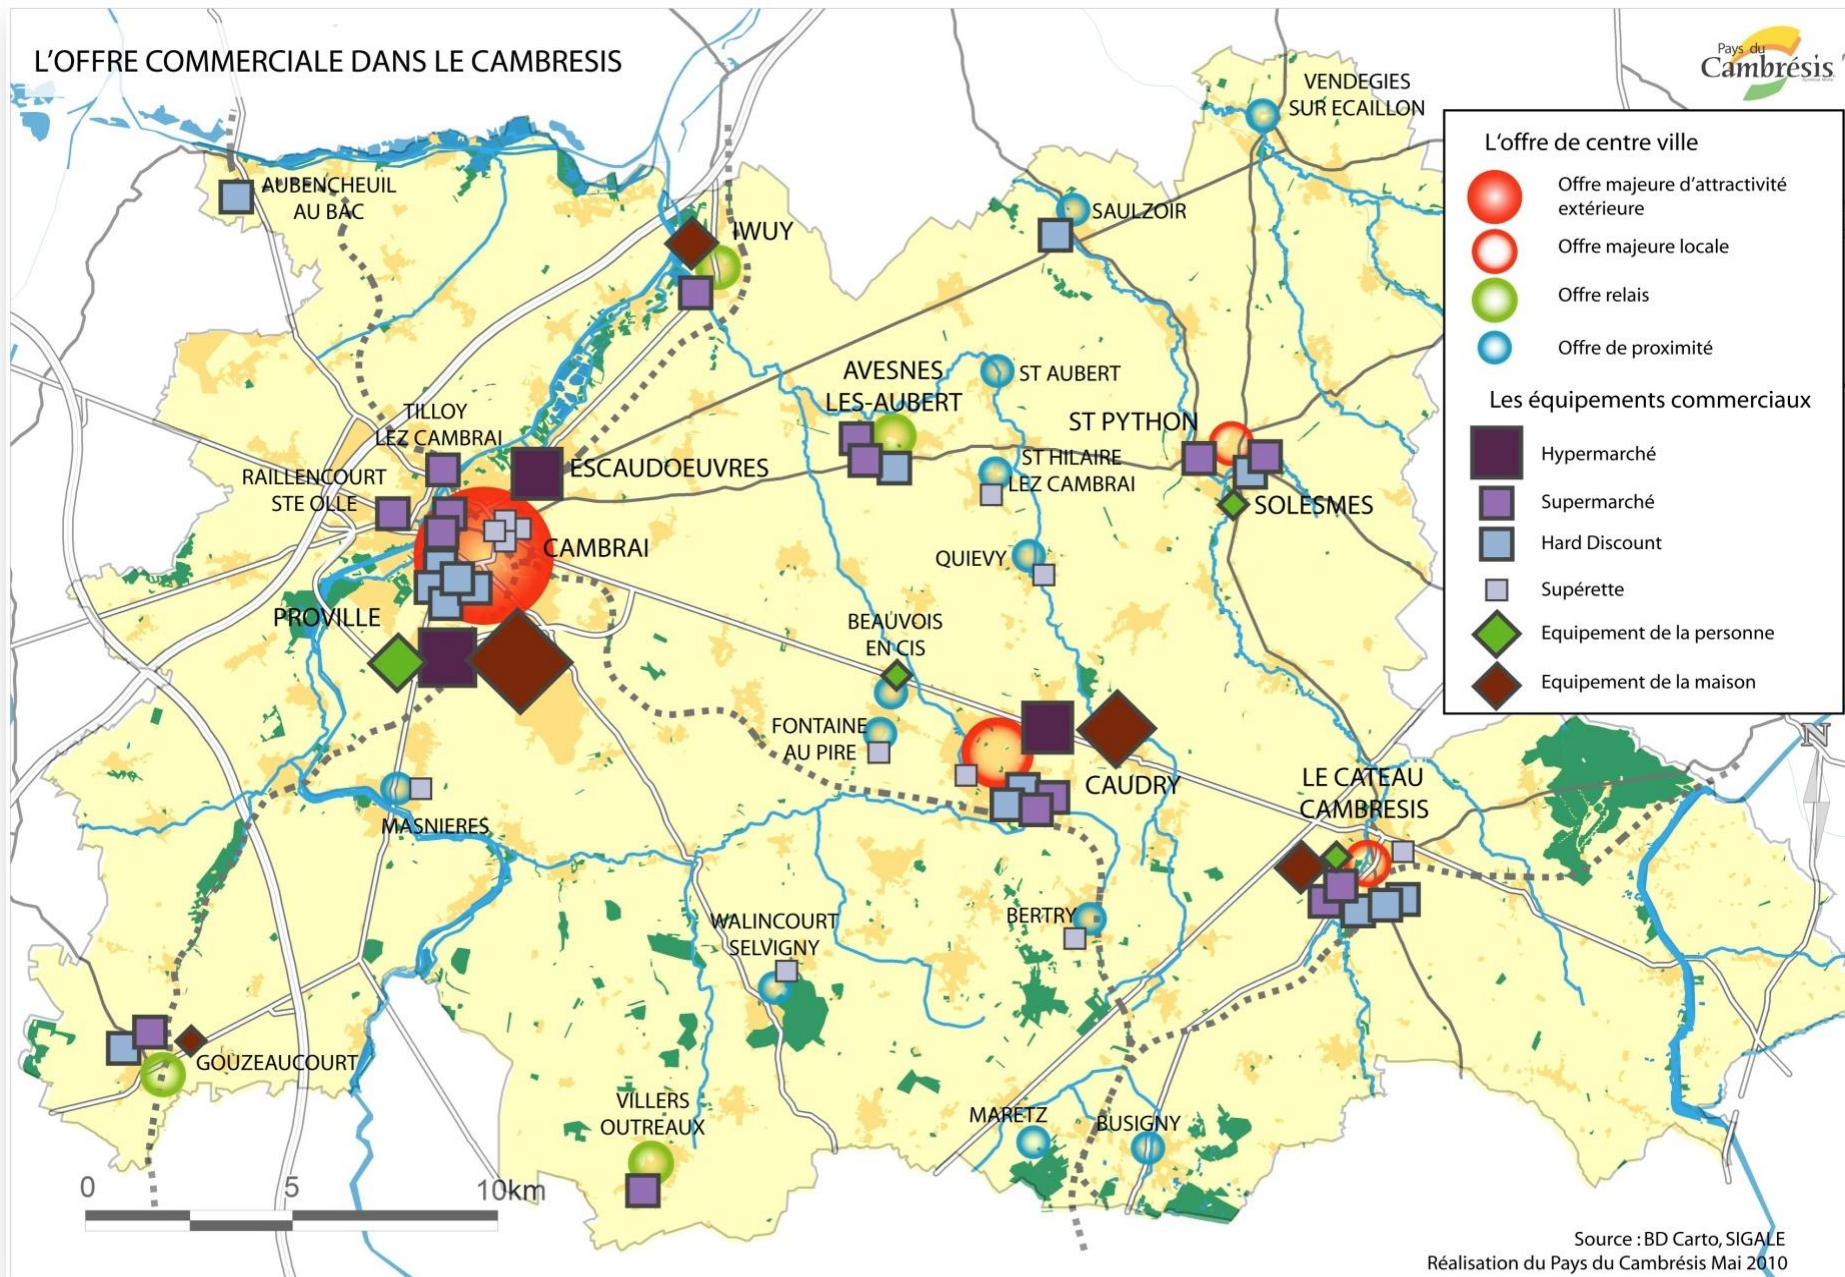 L'OFFRE COMMERCIALE DANS LE CAMBRESIS
Pays du
Cambrésis
VENDEGIES
SUR ECAILLON
AUBENCHEUIL
AU BAC
IWUY
SAULZOIR
AVESNES
LES-AUBERT
ST AUBERT
ST PYTHON
TILLOY
LEZ CAMBRAI
ESCAUDOEUVRES
RAILLENCOURT
STE OLLE
ST HILAIRE
LEZ CAMBRAI
SOLESMES
CAMBRAI
QUIEVY
PROVILLE
BEAUVOIS
EN CIS
FONTAINE
AU PIRE
CAUDRY
LE CATEAU
CAMBRESIS
MASNIERES
WALINCOURT
SELVIGNY
BERTRY
GOUZEAUCOURT
VILLERS
OUTREAUX
MARETZ
BUSIGNY
L'offre de centre ville
Offre majeure d'attractivité
extérieure
Offre majeure locale
Offre relais
Offre de proximité
Les équipements commerciaux
Hypermarché
Supermarché
Hard Discount
Supérette
Equipement de la personne
Equipement de la maison
N
0 5 10km
Source : BD Carto, SIGALE
Réalisation du Pays du Cambrésis Mai 2010